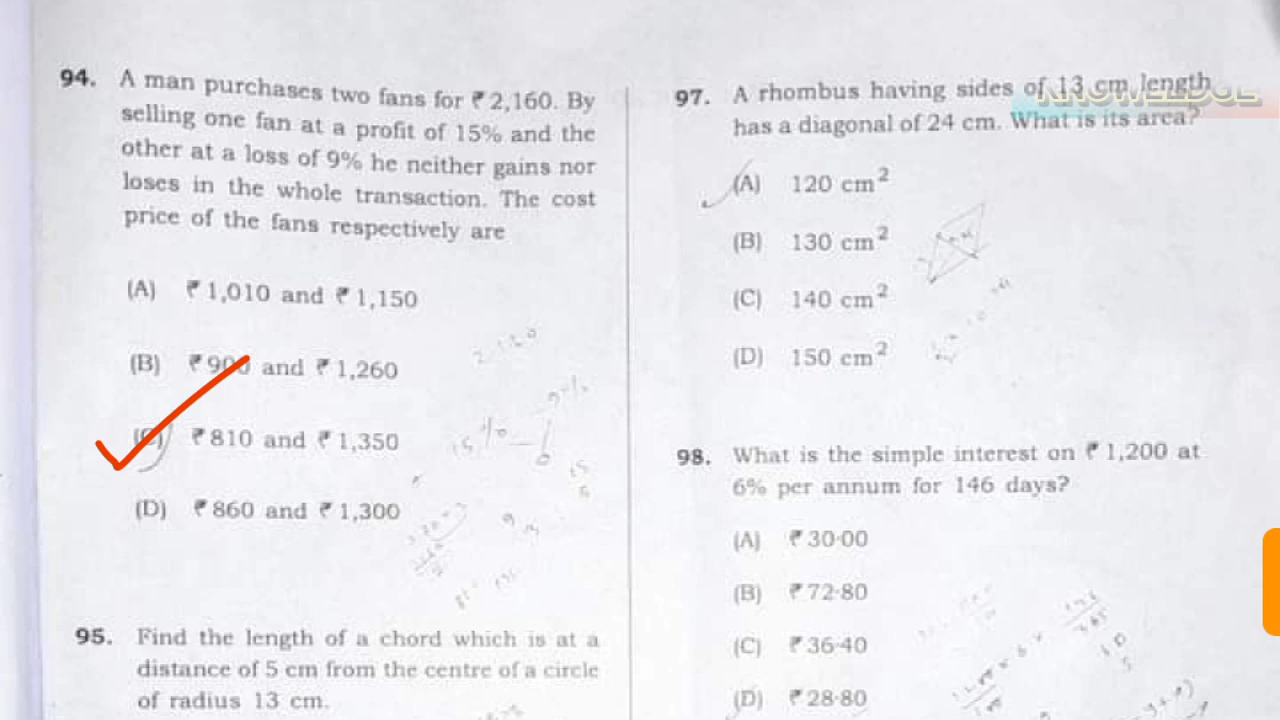 94. A man purchases two fans for ₹ 2,160. By
selling one fan at a profit of 15% and the
other at a loss of 9% he neither gains nor
loses in the whole transaction. The cost
price of the fans respectively are
(A) ₹ 1,010 and ₹ 1,150
(B) ₹ 900 and ₹ 1,260
(C) ₹ 810 and ₹ 1,350
(D) ₹ 860 and ₹ 1,300
95. Find the length of a chord which is at a
distance of 5 cm from the centre of a circle
of radius 13 cm.
KNOWLEDGE
97. A rhombus having sides of 13 cm length
has a diagonal of 24 cm. What is its area?
(A) 120 cm²
(B) 130 cm²
(C) 140 cm²
(D) 150 cm²
98. What is the simple interest on ₹ 1,200 at
6% per annum for 146 days?
(A) ₹ 30·00
(B) ₹ 72·80
(C) ₹ 36·40
(D) ₹ 28·80
15%